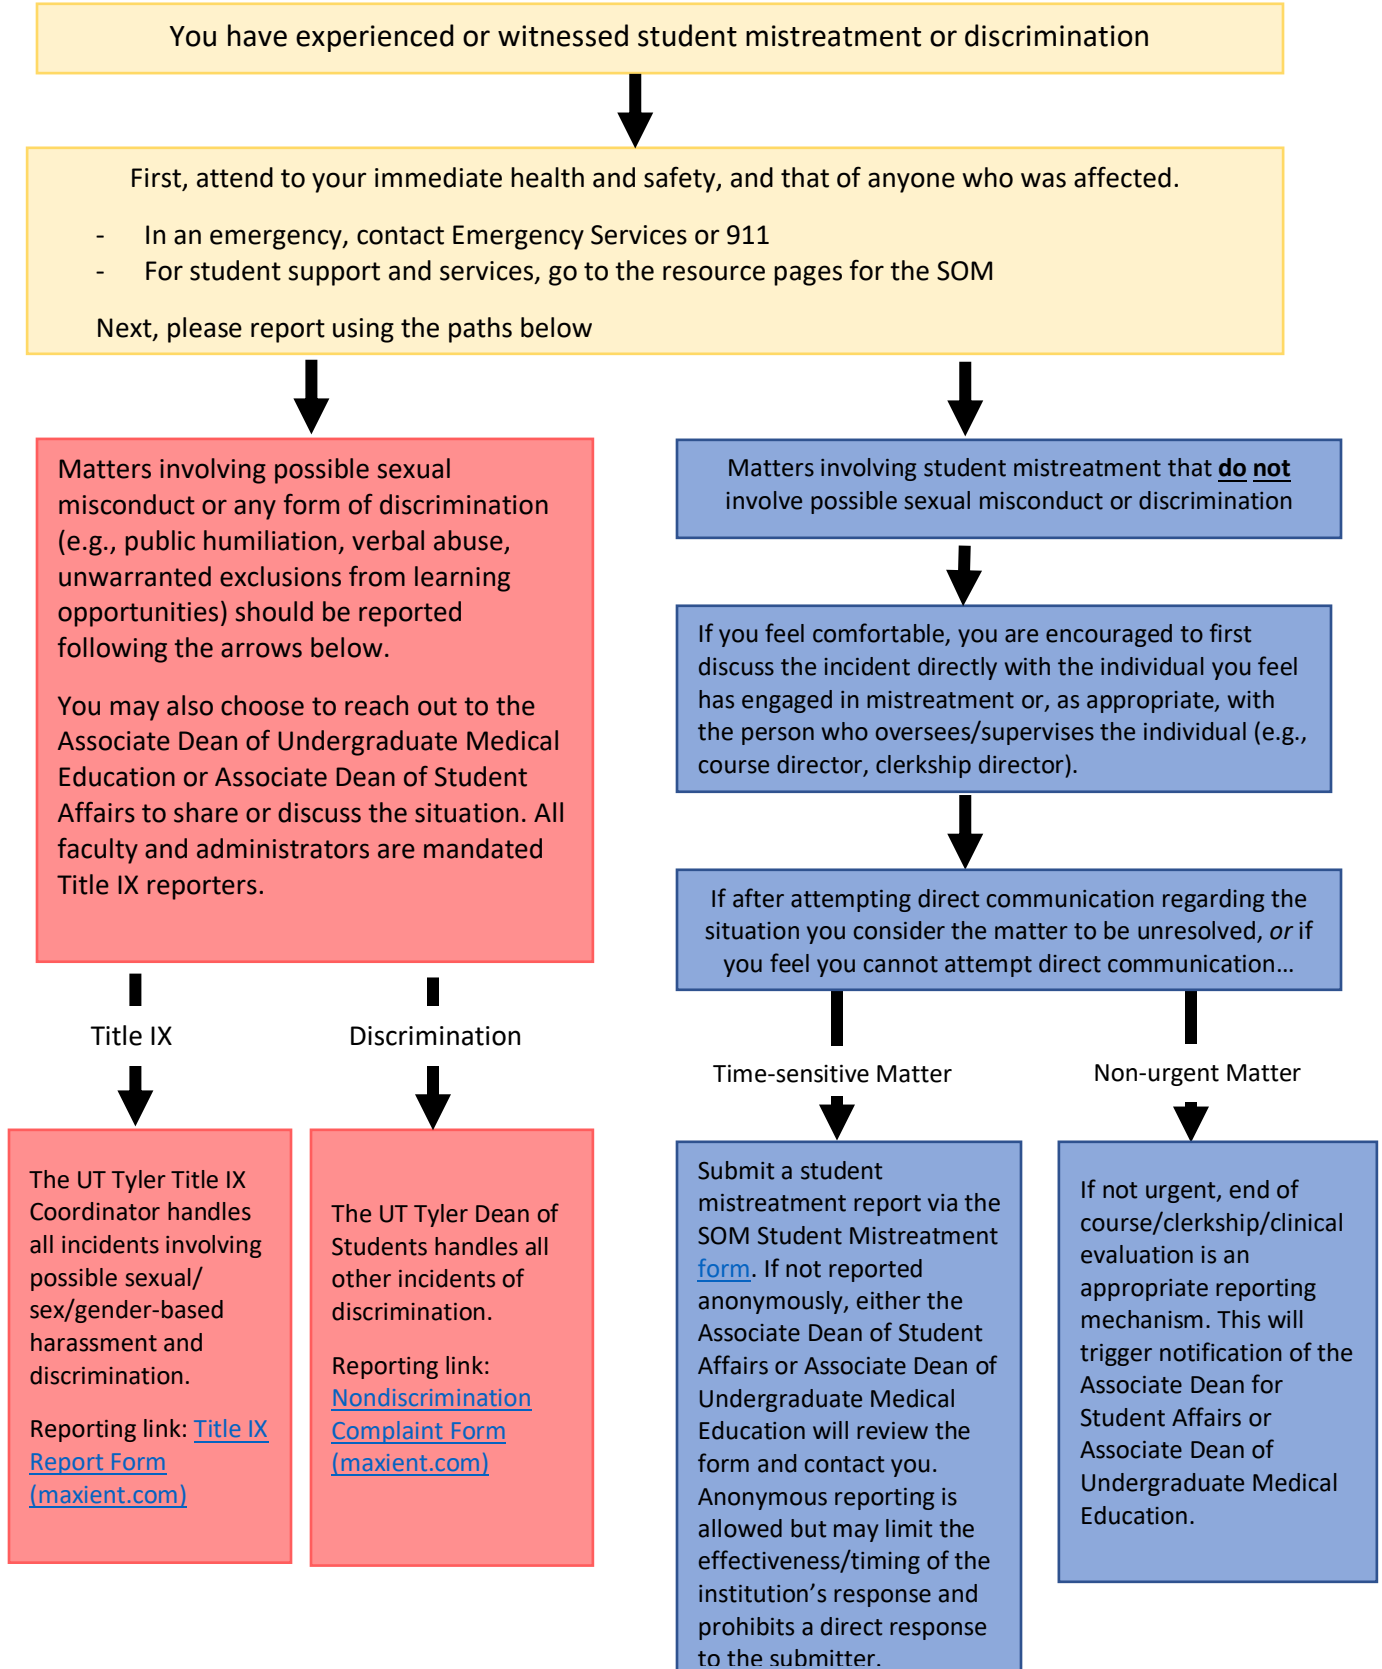 You have experienced or witnessed student mistreatment or discrimination
First, attend to your immediate health and safety, and that of anyone who was affected.
- In an emergency, contact Emergency Services or 911
- For student support and services, go to the resource pages for the SOM
Next, please report using the paths below
Matters involving possible sexual
misconduct or any form of discrimination
(e.g., public humiliation, verbal abuse,
unwarranted exclusions from learning
opportunities) should be reported
following the arrows below.
You may also choose to reach out to the
Associate Dean of Undergraduate Medical
Education or Associate Dean of Student
Affairs to share or discuss the situation. All
faculty and administrators are mandated
Title IX reporters.
Title IX
Discrimination
The UT Tyler Title IX
Coordinator handles
all incidents involving
possible sexual/
sex/gender-based
harassment and
discrimination.
Reporting link: Title IX
Report Form
(maxient.com)
The UT Tyler Dean of
Students handles all
other incidents of
discrimination.
Reporting link:
Nondiscrimination
Complaint Form
(maxient.com)
Matters involving student mistreatment that do not
involve possible sexual misconduct or discrimination
If you feel comfortable, you are encouraged to first
discuss the incident directly with the individual you feel
has engaged in mistreatment or, as appropriate, with
the person who oversees/supervises the individual (e.g.,
course director, clerkship director).
If after attempting direct communication regarding the
situation you consider the matter to be unresolved, or if
you feel you cannot attempt direct communication…
Time-sensitive Matter
Non-urgent Matter
Submit a student
mistreatment report via the
SOM Student Mistreatment
form. If not reported
anonymously, either the
Associate Dean of Student
Affairs or Associate Dean of
Undergraduate Medical
Education will review the
form and contact you.
Anonymous reporting is
allowed but may limit the
effectiveness/timing of the
institution’s response and
prohibits a direct response
to the submitter.
If not urgent, end of
course/clerkship/clinical
evaluation is an
appropriate reporting
mechanism. This will
trigger notification of the
Associate Dean for
Student Affairs or
Associate Dean of
Undergraduate Medical
Education.